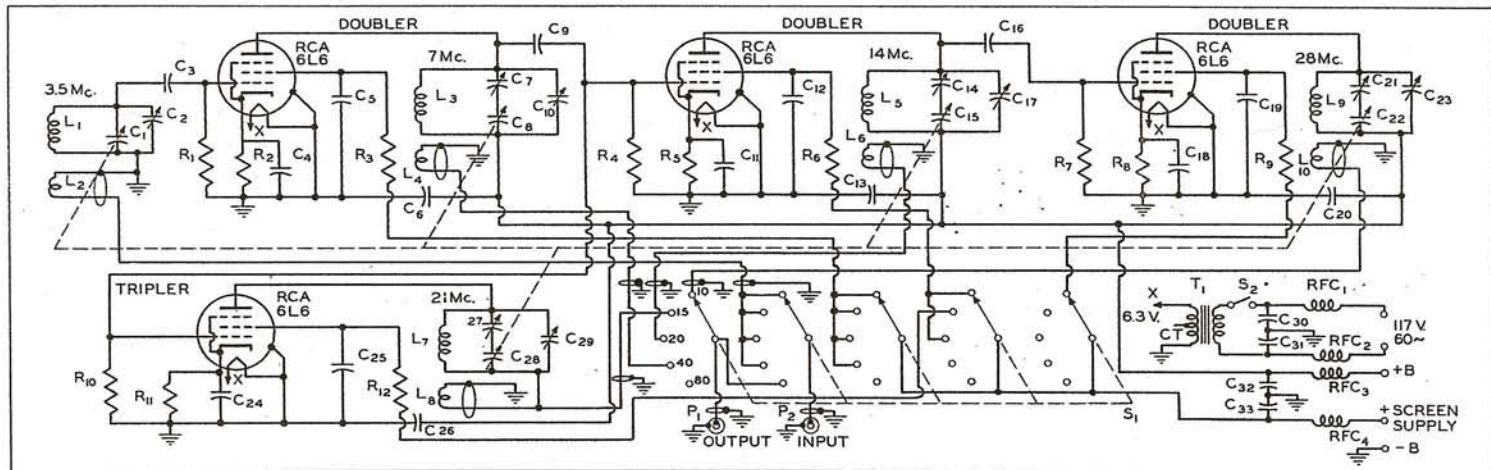 DOUBLER
DOUBLER
DOUBLER
RCA
6L6
C9
RCA
6L6
C16
RCA
6L6
3.5 Mc.
C3
7 Mc.
14 Mc.
28 Mc.
L1
C1
C2
R1
X
R2
C4
C5
R3
L3
C7
C8
C10
L4
C6
L2
R4
X
R5
C11
C12
R6
L5
C14
C15
C17
L6
C13
R7
X
R8
C18
C19
R9
L9
C21
C22
C23
L10
C20
TRIPLER
RCA
6L6
21 Mc.
R10
R11
X
C24
C25
R12
C26
L7
27
C28
C29
L8
10
15
20
40
80
P1
OUTPUT
P2
INPUT
S1
X
6.3 V.
CT
T1
S2
C30
C31
RFC1
RFC2
117 V.
60~
C32
C33
RFC3
+B
RFC4
+ SCREEN
SUPPLY
-B